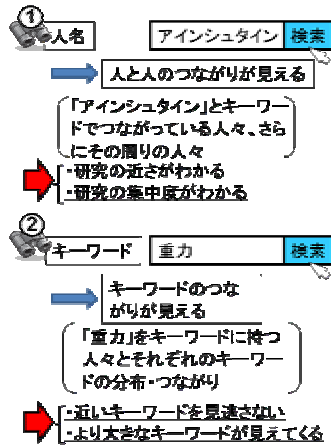 ①
人名 アインシュタイン 検索
人と人のつながりが見える
「アインシュタイン」とキーワー
ドでつながっている人々、さら
にその周りの人々
・研究の近さがわかる
・研究の集中度がわかる
②
キーワード 重力 検索
キーワードのつな
がりが見える
「重力」をキーワードに持つ
人々とそれぞれのキーワー
ドの分布・つながり
・近いキーワードを見逃さない
・より大きなキーワードが見えてくる